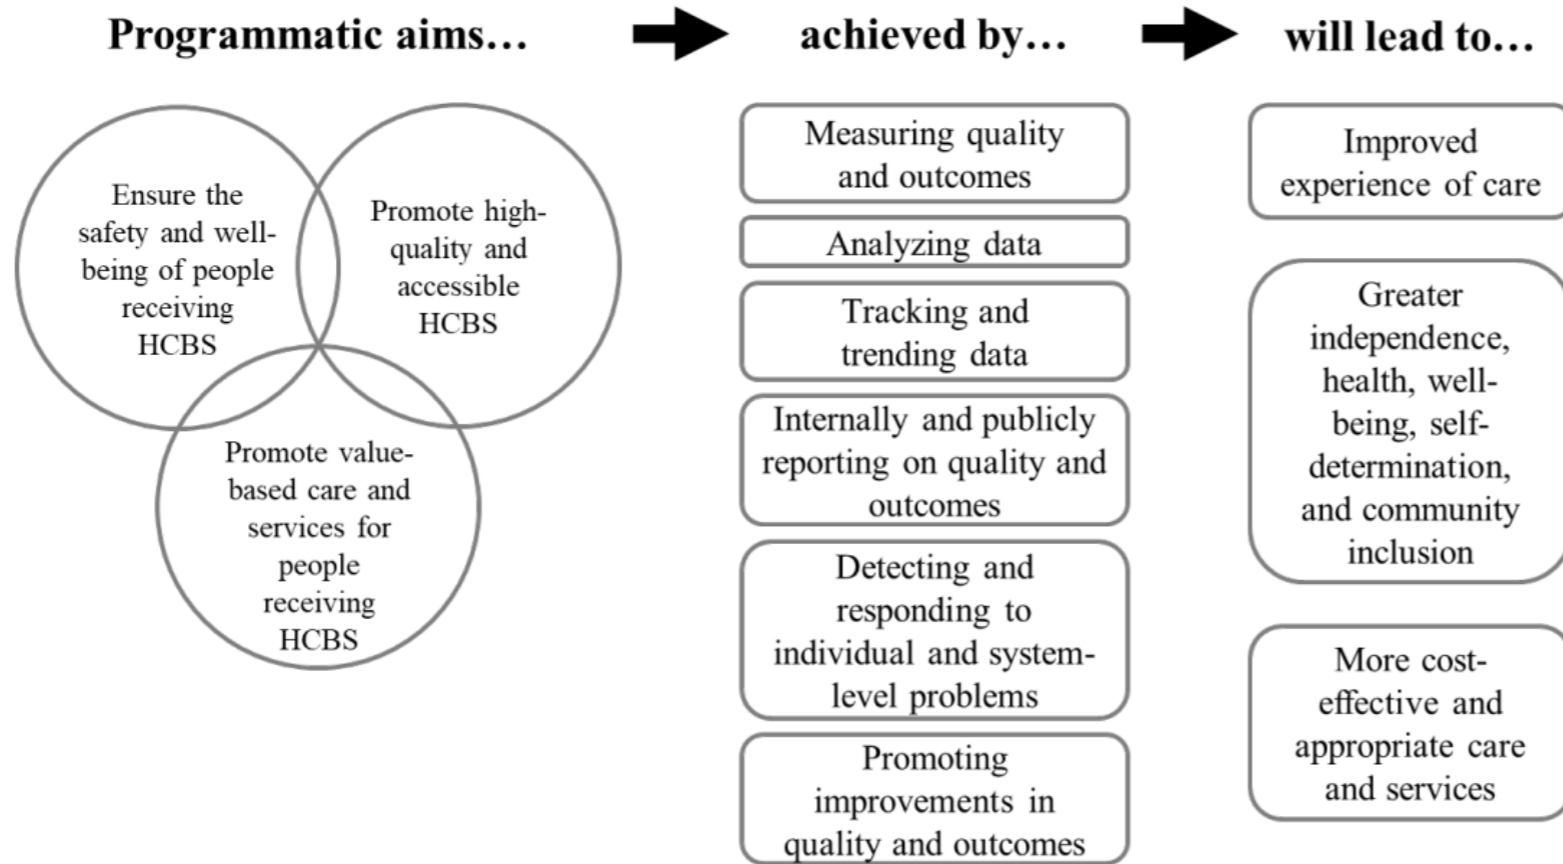 Programmatic aims…
achieved by…
will lead to…
Ensure the
safety and well-
being of people
receiving
HCBS
Promote high-
quality and
accessible
HCBS
Promote value-
based care and
services for
people
receiving
HCBS
Measuring quality
and outcomes
Analyzing data
Tracking and
trending data
Internally and publicly
reporting on quality and
outcomes
Detecting and
responding to
individual and system-
level problems
Promoting
improvements in
quality and outcomes
Improved
experience of care
Greater
independence,
health, well-
being, self-
determination,
and community
inclusion
More cost-
effective and
appropriate care
and services